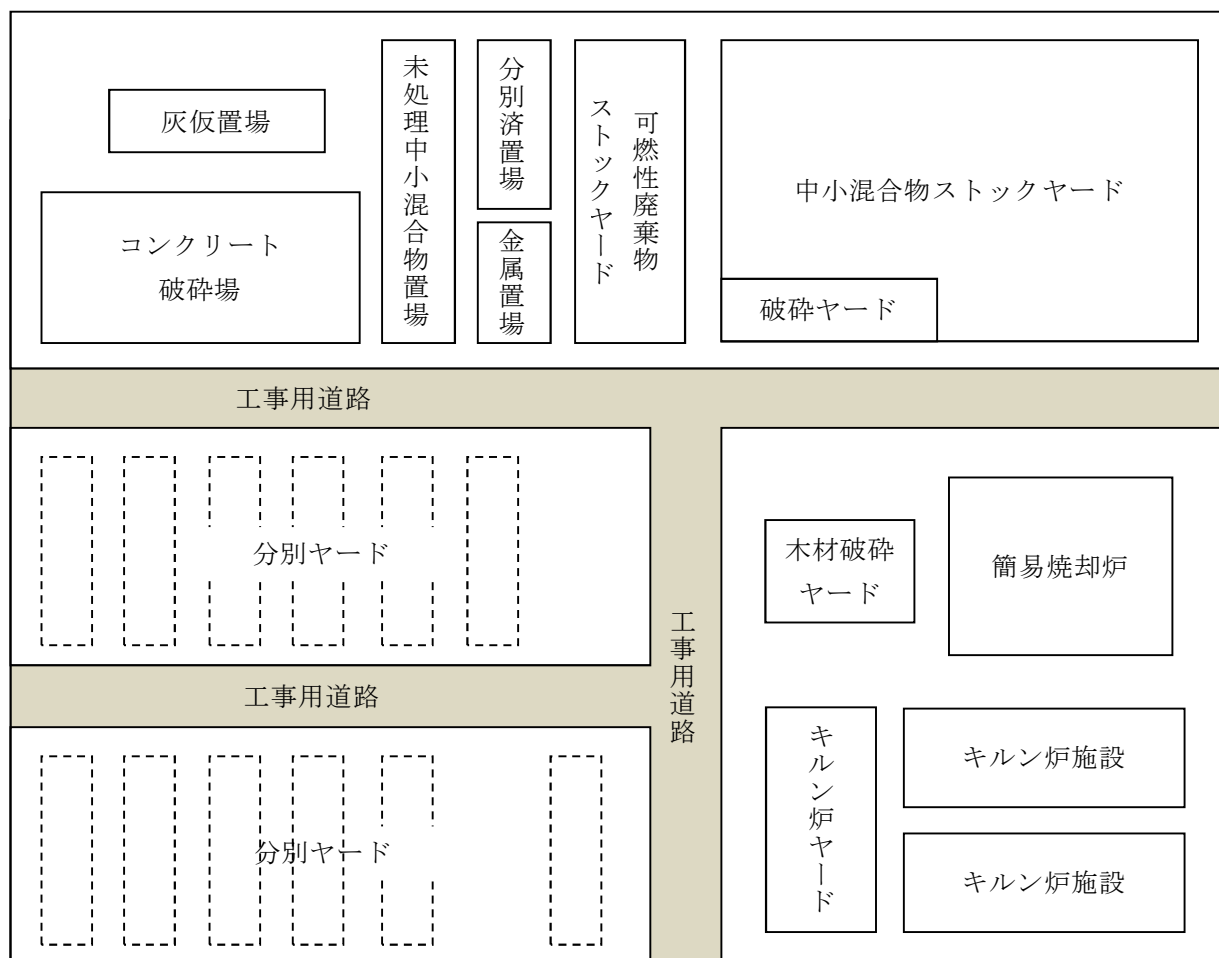 灰仮置場
コンクリート
破砕場
未処理中小混合物置場
分別済置場
金属置場
可燃性廃棄物
ストックヤード
中小混合物ストックヤード
破砕ヤード
工事用道路
分別ヤード
工事用道路
分別ヤード
工事用道路
木材破砕
ヤード
簡易焼却炉
キルン炉ヤード
キルン炉施設
キルン炉施設